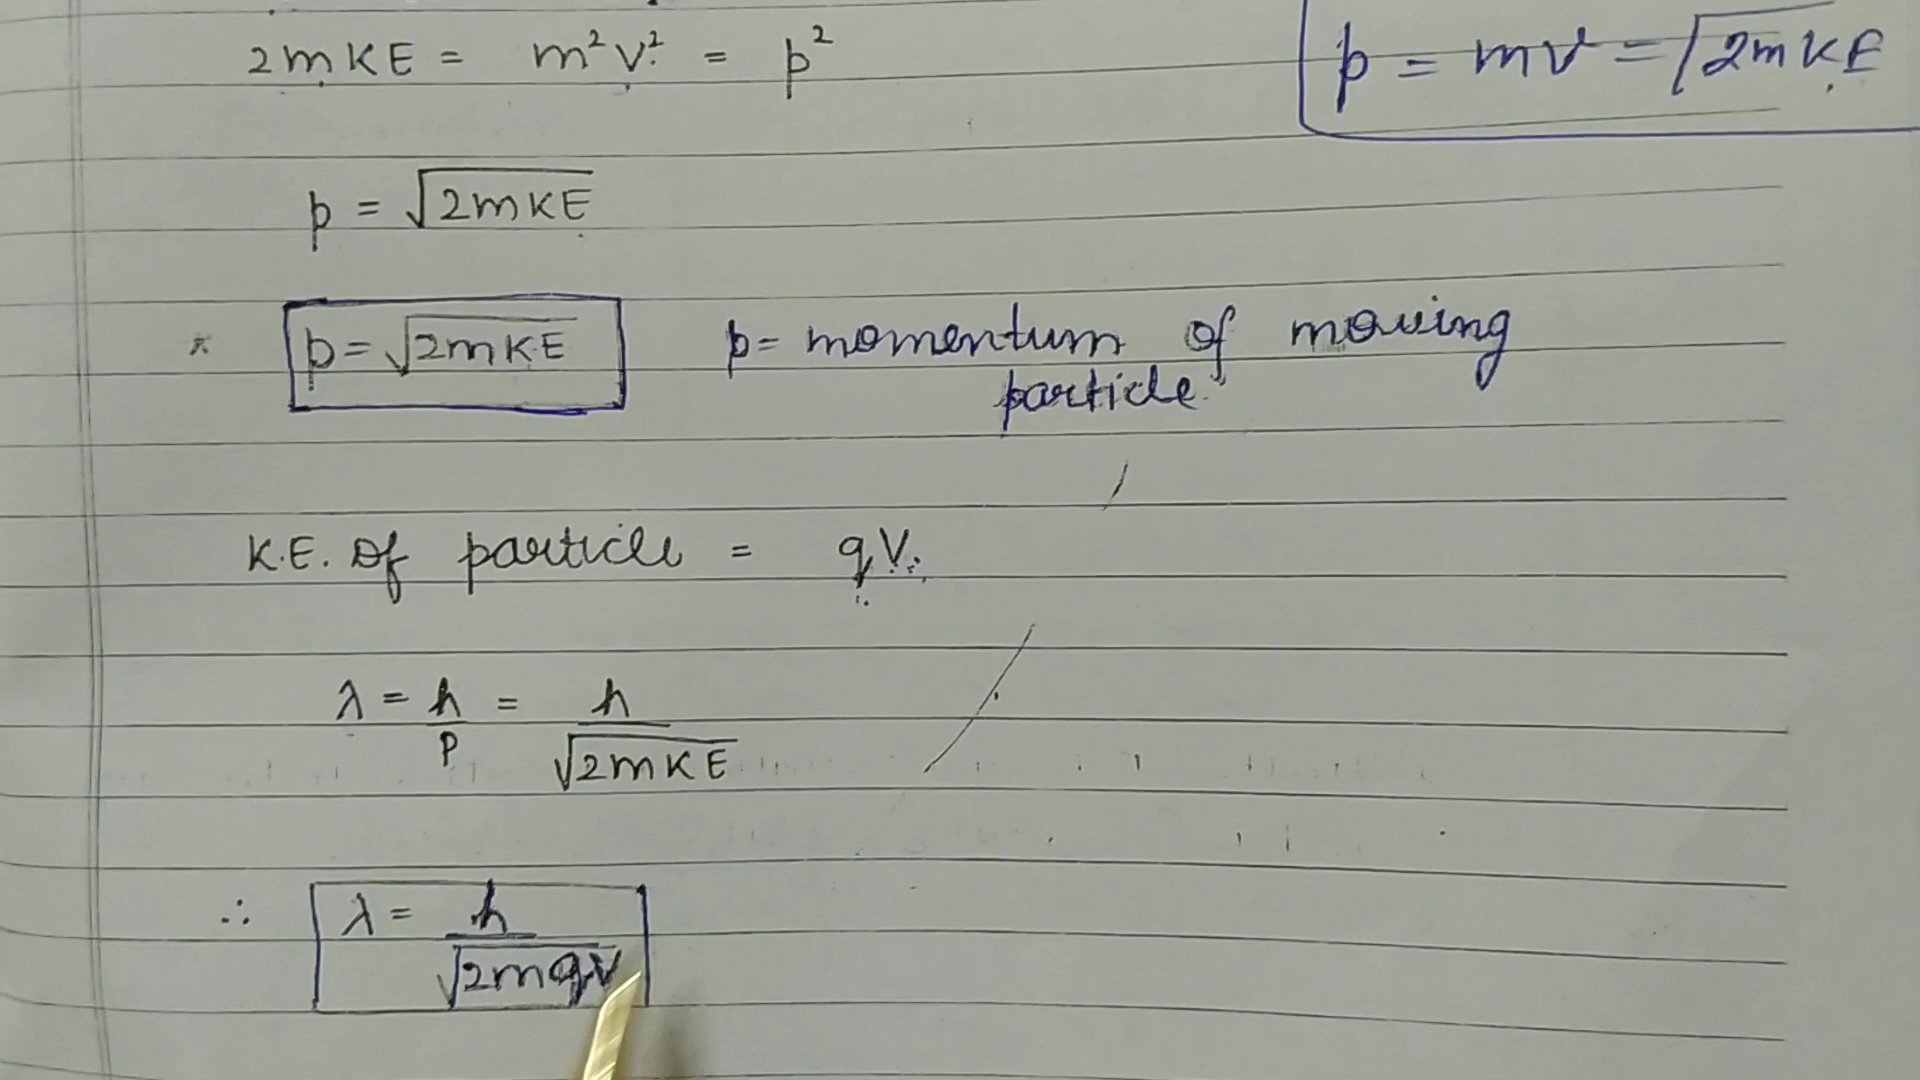 2mKE = m²v² = p²
p = mv = √2mKE
p = √2mKE
p = √2mKE p = momentum of moving
particle
K.E. of particle = qV.
λ = h/p = h/√2mKE
∴ λ = h/√2mqV